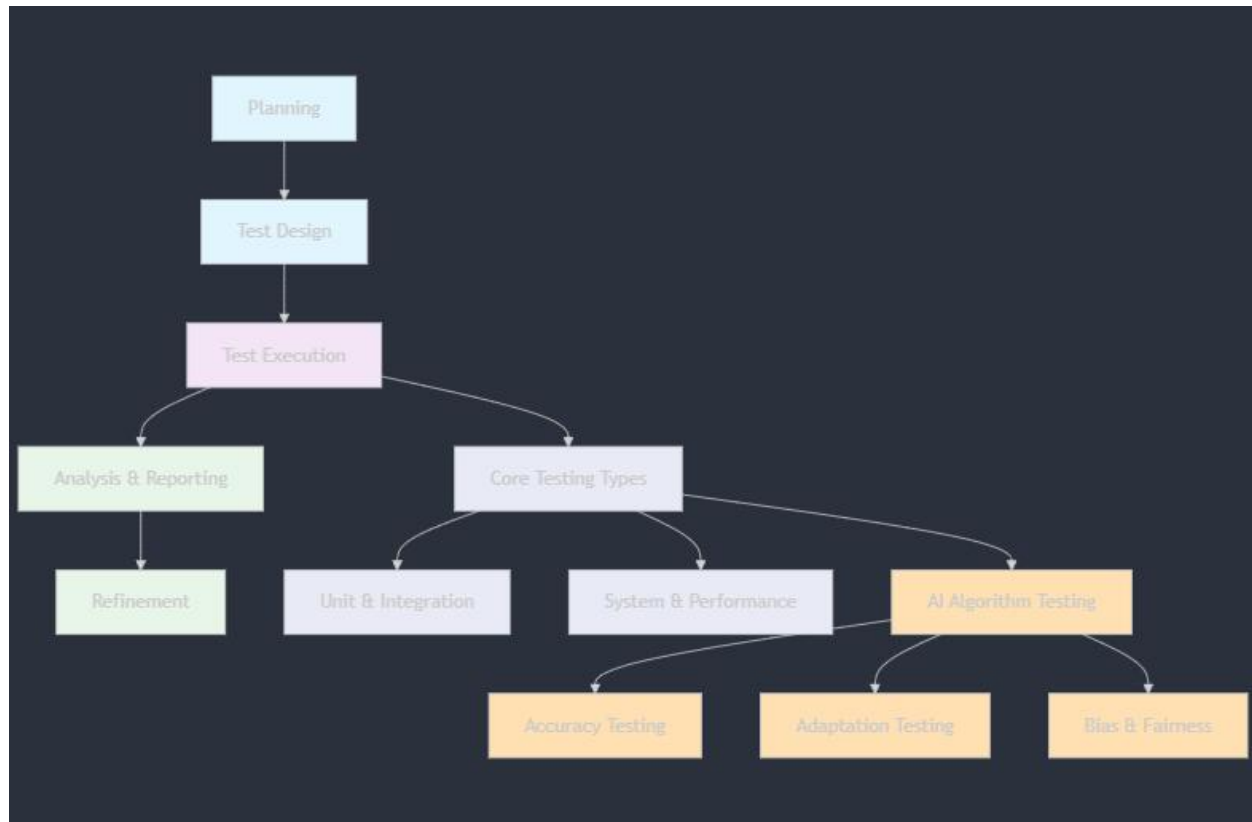 Planning
Test Design
Test Execution
Analysis & Reporting
Core Testing Types
Refinement
Unit & Integration
System & Performance
AI Algorithm Testing
Accuracy Testing
Adaptation Testing
Bias & Fairness